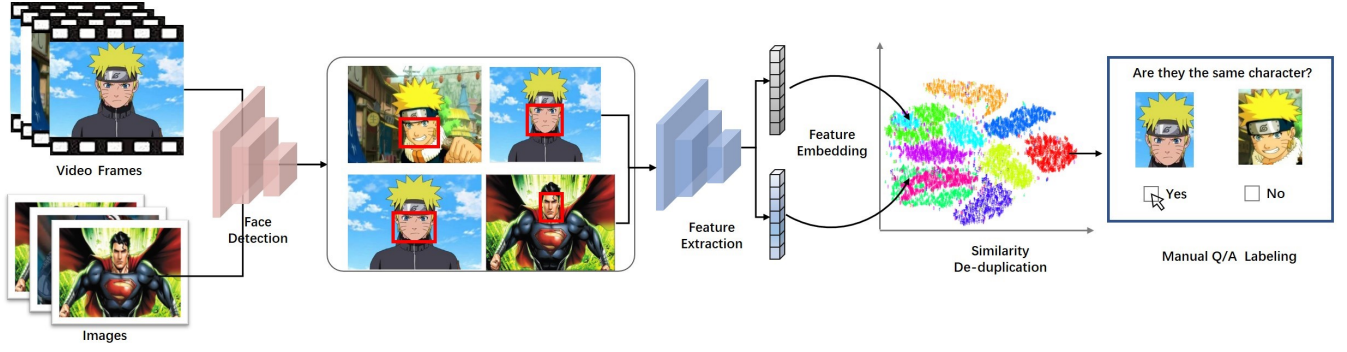 Video Frames
Images
Face
Detection
Feature
Extraction
Feature
Embedding
Similarity
De-duplication
Are they the same character?
Yes
No
Manual Q/A Labeling